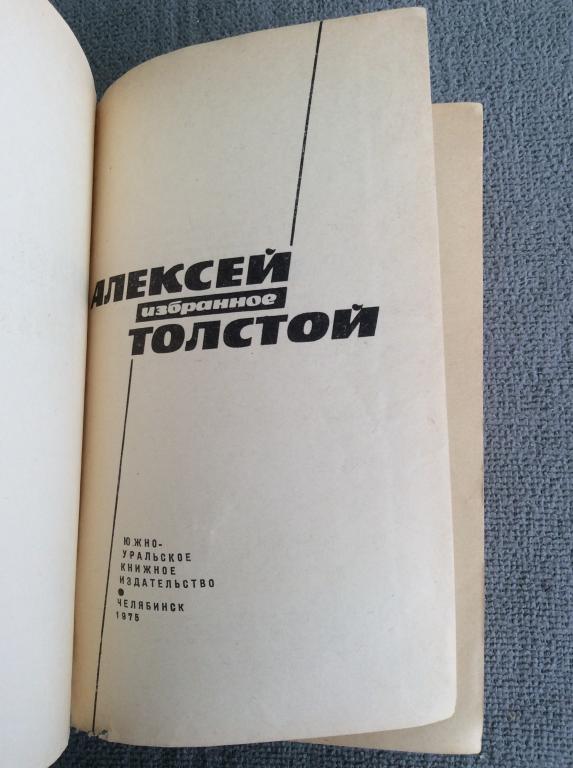 АЛЕКСЕЙ
избранное
ТОЛСТОЙ
ЮЖНО-
УРАЛЬСКОЕ
КНИЖНОЕ
ИЗДАТЕЛЬСТВО
ЧЕЛЯБИНСК
1975